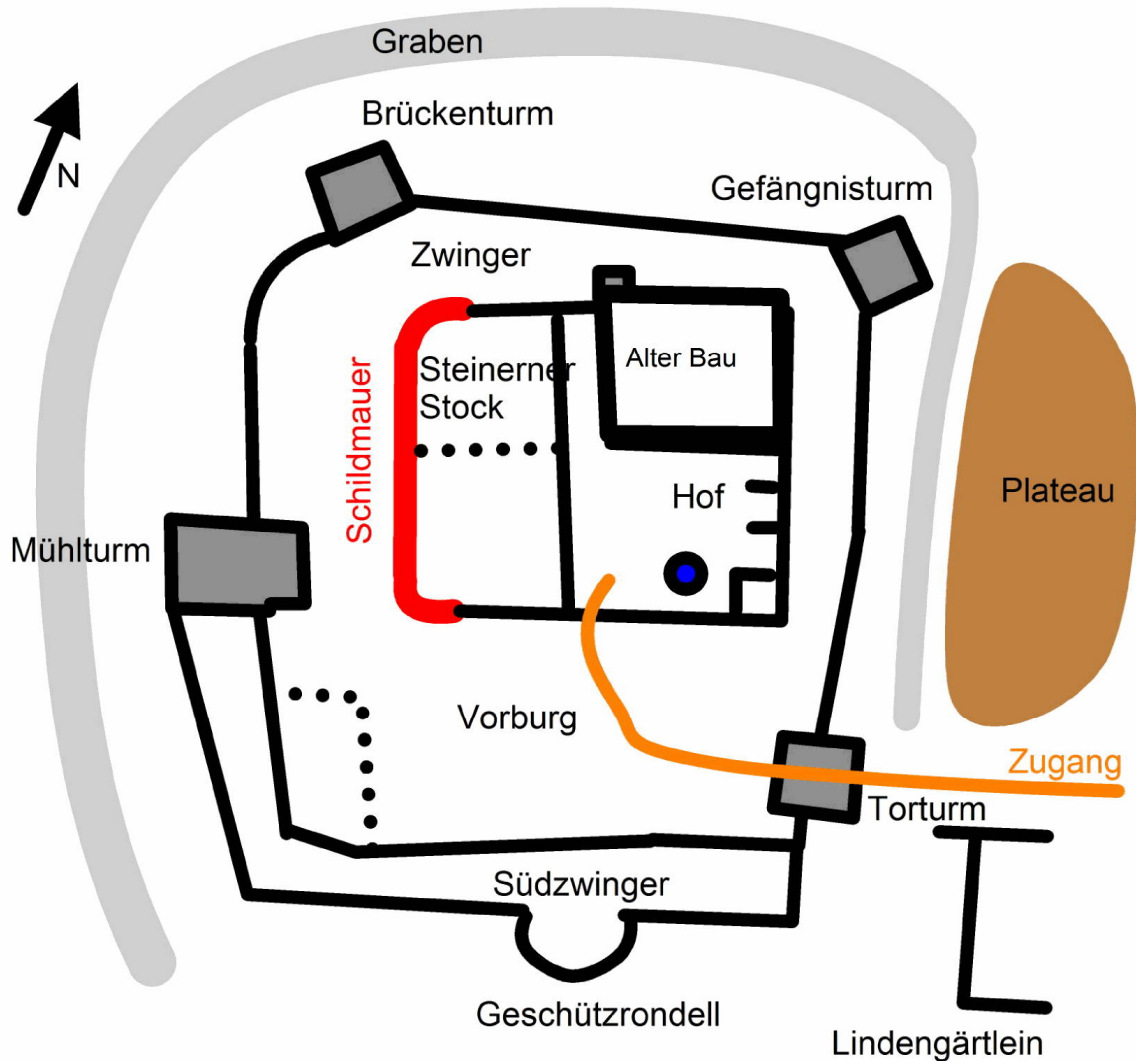 Graben
Brückenturm
N
Gefängnisturm
Zwinger
Steinerner
Stock
Alter Bau
Schildmauer
Hof
Plateau
Mühlturm
Vorburg
Zugang
Torturm
Südzwinger
Geschützrondell
Lindengärtlein